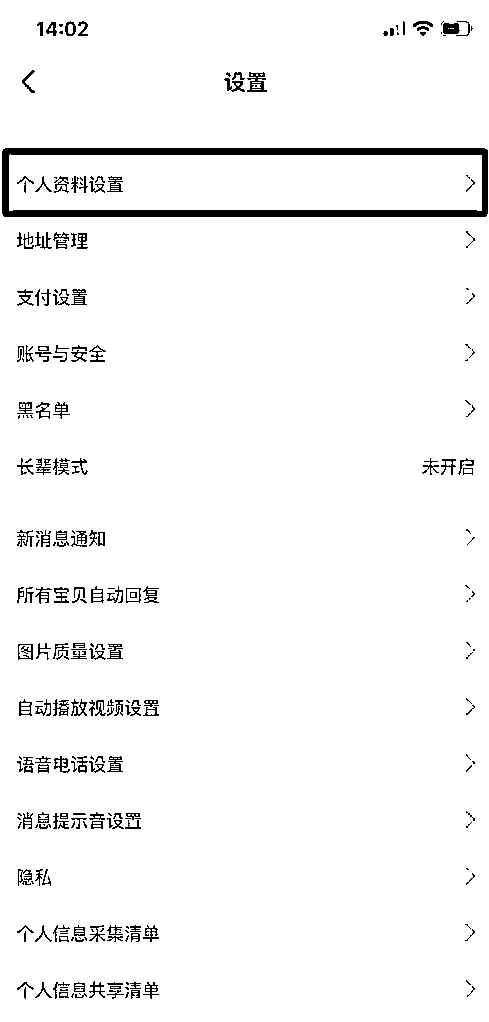 14:02
设置
个人资料设置
地址管理
支付设置
账号与安全
黑名单
长辈模式 未开启
新消息通知
所有宝贝自动回复
图片质量设置
自动播放视频设置
语音电话设置
消息提示音设置
隐私
个人信息采集清单
个人信息共享清单